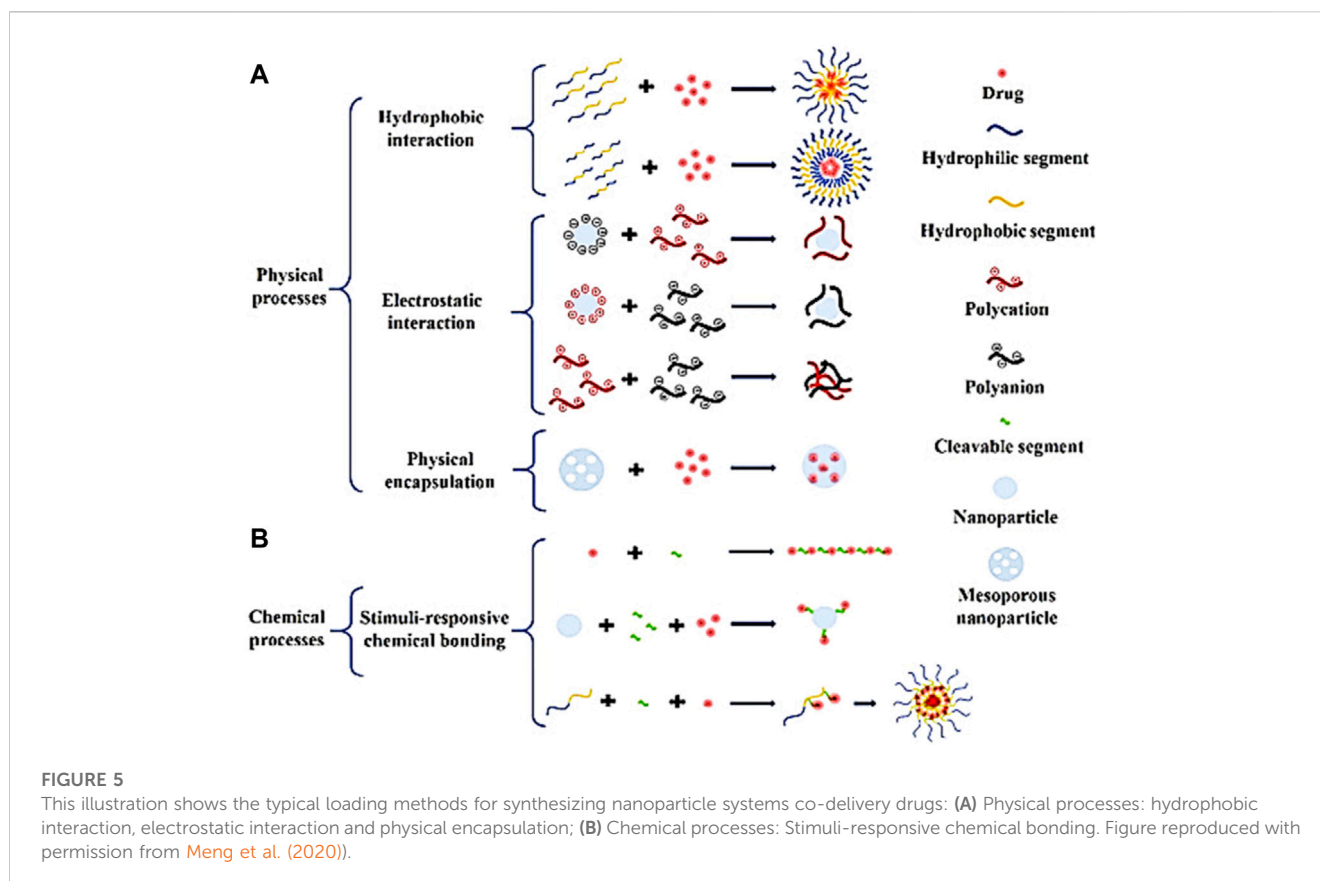 A
Physical
processes
Hydrophobic
interaction
Electrostatic
interaction
Physical
encapsulation
B
Chemical
processes
Stimuli-responsive
chemical bonding
Drug
Hydrophilic segment
Hydrophobic segment
Polycation
Polyanion
Cleavable segment
Nanoparticle
Mesoporous
nanoparticle
FIGURE 5
This illustration shows the typical loading methods for synthesizing nanoparticle systems co-delivery drugs: (A) Physical processes: hydrophobic
interaction, electrostatic interaction and physical encapsulation; (B) Chemical processes: Stimuli-responsive chemical bonding. Figure reproduced with
permission from Meng et al. (2020)).